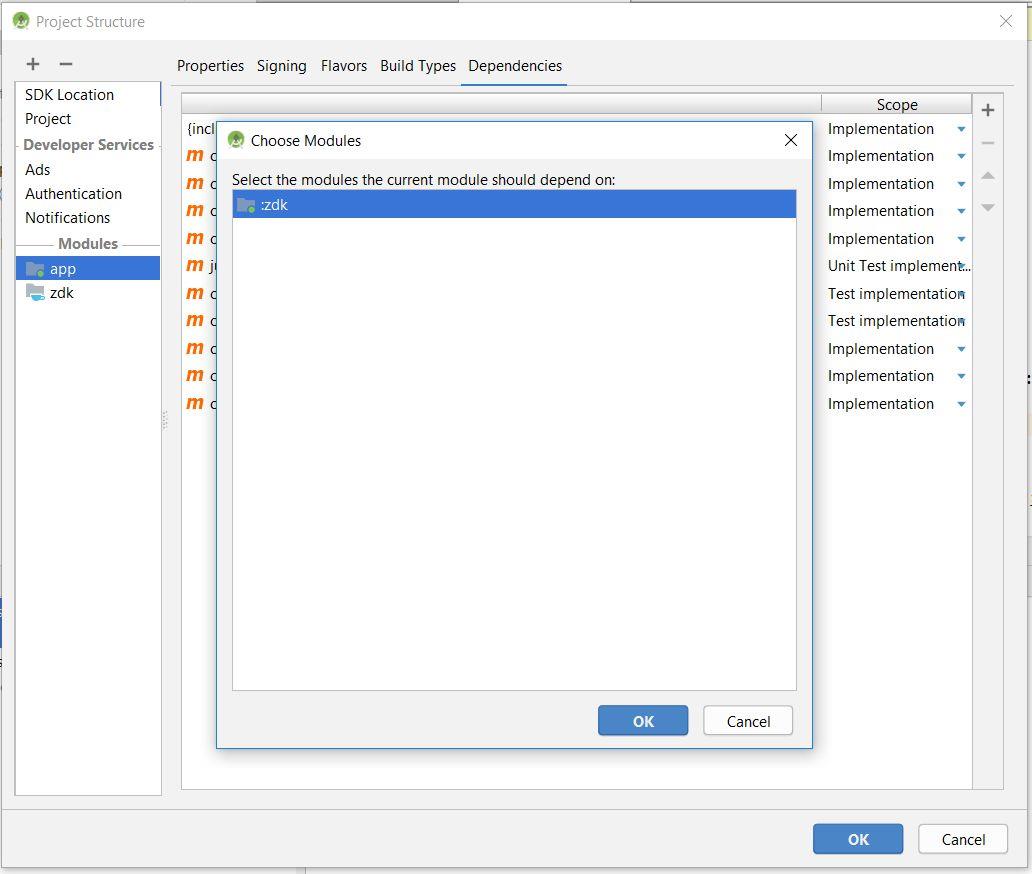 Project Structure
Properties Signing Flavors Build Types Dependencies
SDK Location
Project
Developer Services
Ads
Authentication
Notifications
Modules
app
zdk
Scope
{incl
Implementation
m c
Implementation
m c
Implementation
m c
Implementation
m c
Implementation
m ju
Unit Test implement...
m c
Test implementation
m c
Test implementation
m c
Implementation
m c
Implementation
m c
Implementation
Choose Modules
Select the modules the current module should depend on:
:zdk
OK Cancel
OK Cancel